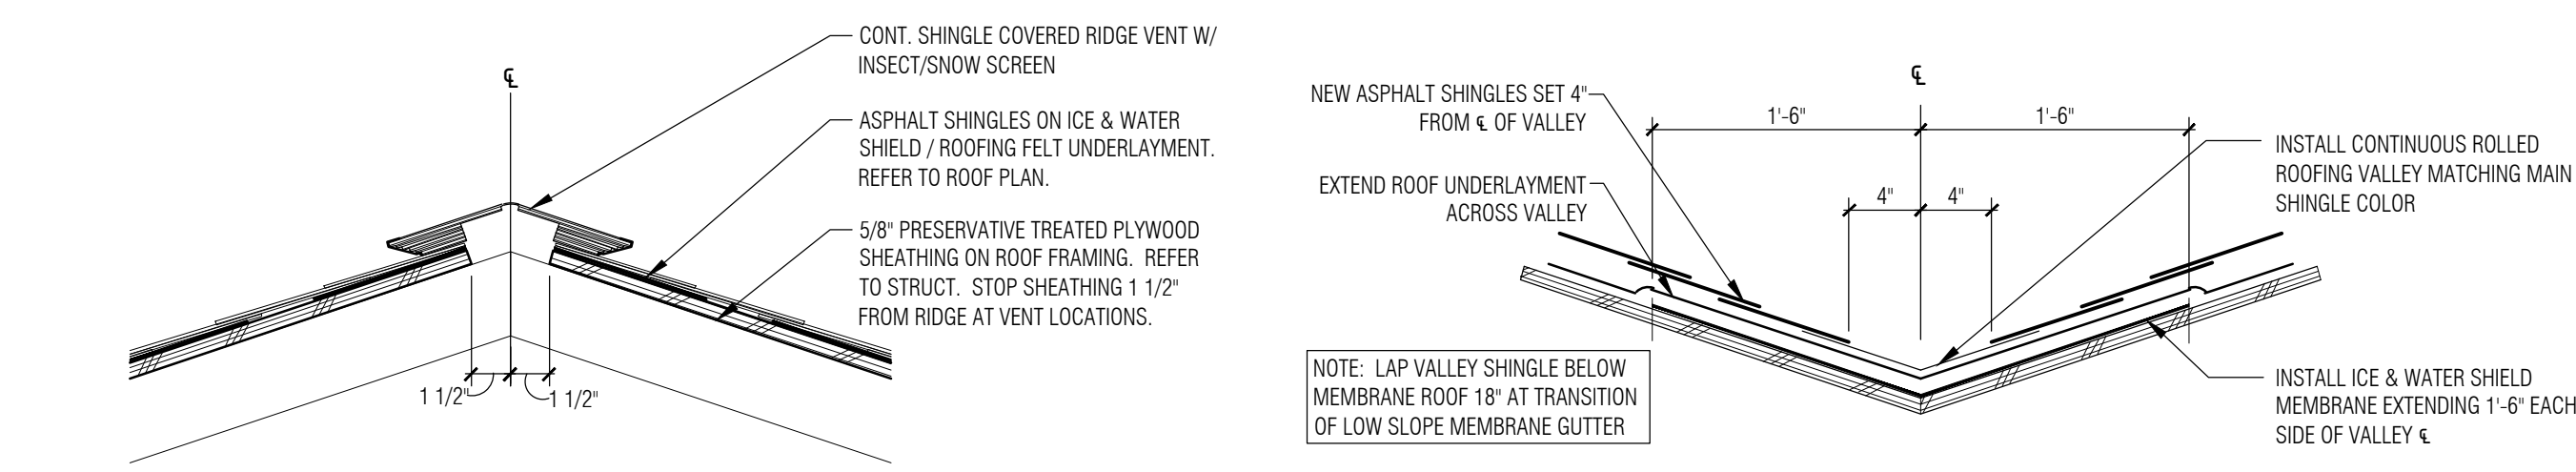 ℄
CONT. SHINGLE COVERED RIDGE VENT W/
INSECT/SNOW SCREEN
ASPHALT SHINGLES ON ICE & WATER
SHIELD / ROOFING FELT UNDERLAYMENT.
REFER TO ROOF PLAN.
5/8" PRESERVATIVE TREATED PLYWOOD
SHEATHING ON ROOF FRAMING.  REFER
TO STRUCT.  STOP SHEATHING 1 1/2"
FROM RIDGE AT VENT LOCATIONS.
1 1/2"
1 1/2"
℄
NEW ASPHALT SHINGLES SET 4"
FROM ℄ OF VALLEY
EXTEND ROOF UNDERLAYMENT
ACROSS VALLEY
1'-6"
1'-6"
4"
4"
INSTALL CONTINUOUS ROLLED
ROOFING VALLEY MATCHING MAIN
SHINGLE COLOR
NOTE:  LAP VALLEY SHINGLE BELOW
MEMBRANE ROOF 18" AT TRANSITION
OF LOW SLOPE MEMBRANE GUTTER
INSTALL ICE & WATER SHIELD
MEMBRANE EXTENDING 1'-6" EACH
SIDE OF VALLEY ℄